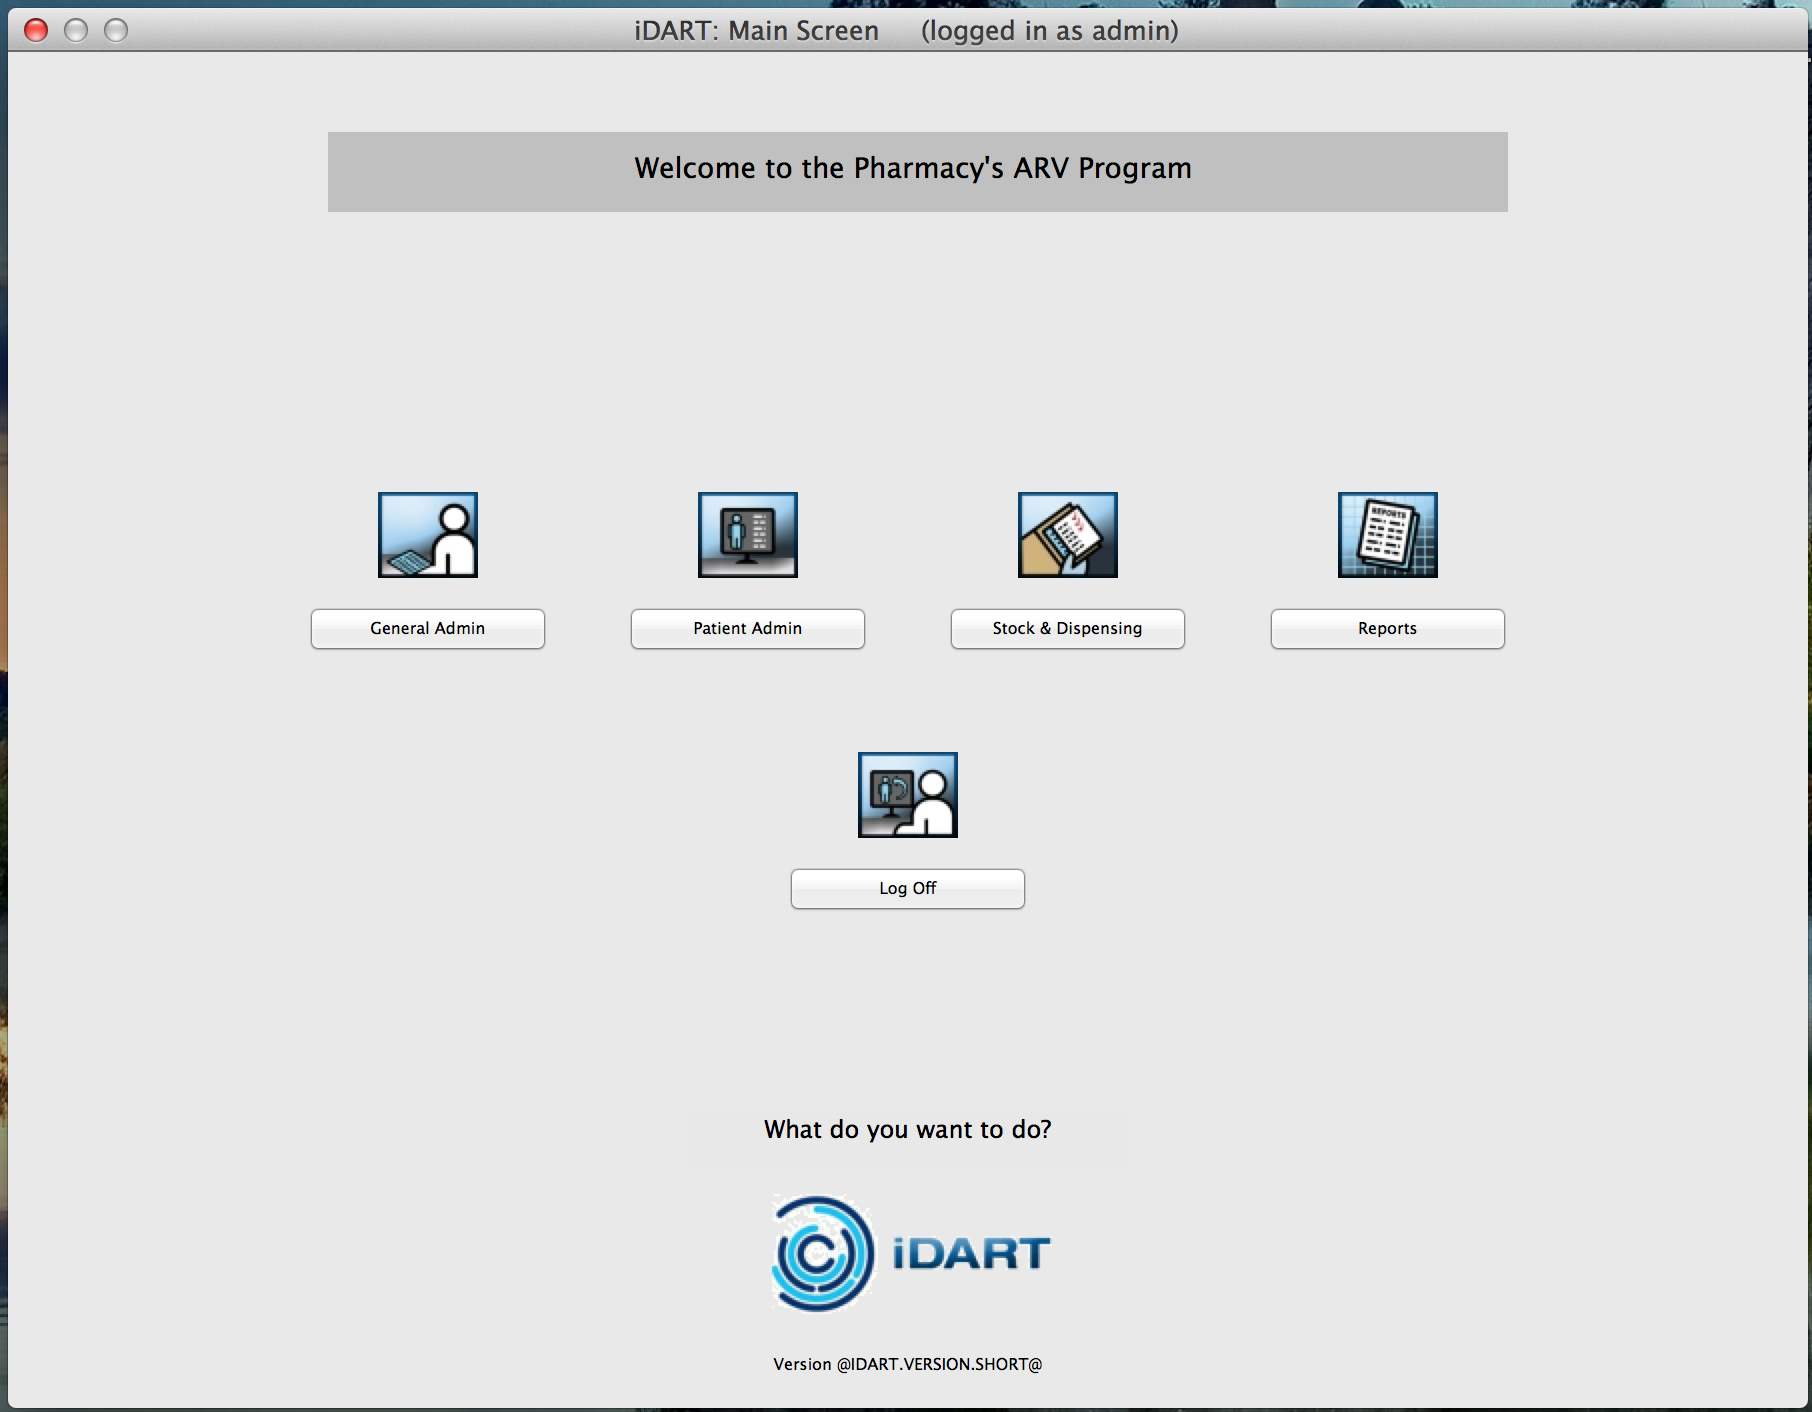 iDART: Main Screen (logged in as admin)
Welcome to the Pharmacy's ARV Program
REPORTS
General Admin
Patient Admin
Stock & Dispensing
Reports
Log Off
What do you want to do?
iDART
Version @IDART.VERSION.SHORT@